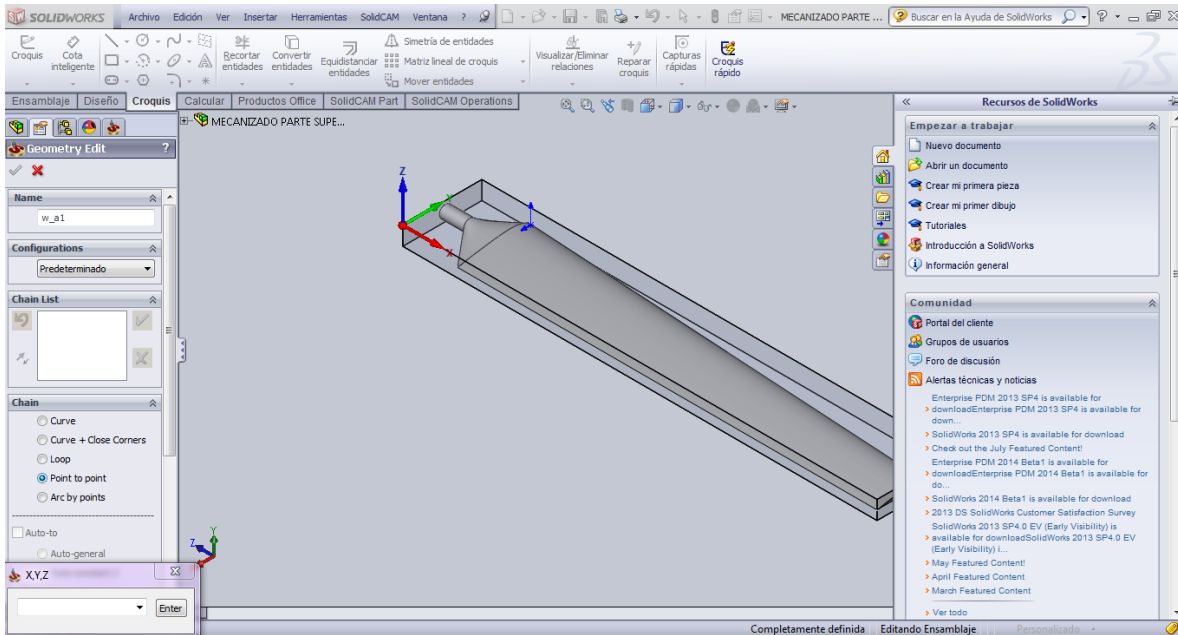 SOLIDWORKS Archivo Edición Ver Insertar Herramientas SolidCAM Ventana ? MECANIZADO PARTE ... Buscar en la Ayuda de SolidWorks ?
Croquis
Cota inteligente
Recortar entidades
Convertir entidades
Equidistanciar entidades
Simetría de entidades
Matriz lineal de croquis
Mover entidades
Visualizar/Eliminar relaciones
Reparar croquis
Capturas rápidas
Croquis rápido
Ensamblaje Diseño Croquis Calcular Productos Office SolidCAM Part SolidCAM Operations
MECANIZADO PARTE SUPE...
Geometry Edit ?
Name
w_a1
Configurations
Predeterminado
Chain List
Chain
Curve
Curve + Close Corners
Loop
Point to point
Arc by points
Auto-to
Auto-general
X,Y,Z
Enter
Z
Y
X
Y
Z
Recursos de SolidWorks
Empezar a trabajar
Nuevo documento
Abrir un documento
Crear mi primera pieza
Crear mi primer dibujo
Tutoriales
Introducción a SolidWorks
Información general
Comunidad
Portal del cliente
Grupos de usuarios
Foro de discusión
Alertas técnicas y noticias
Enterprise PDM 2013 SP4 is available for
downloadEnterprise PDM 2013 SP4 is available for
down...
SolidWorks 2013 SP4 is available for download
Check out the July Featured Content!
Enterprise PDM 2014 Beta1 is available for
downloadEnterprise PDM 2014 Beta1 is available for
do...
SolidWorks 2014 Beta1 is available for download
2013 DS SolidWorks Customer Satisfaction Survey
SolidWorks 2013 SP4.0 EV (Early Visibility) is
available for downloadSolidWorks 2013 SP4.0 EV
(Early Visibility) i...
May Featured Content!
April Featured Content
March Featured Content
Ver todo
Completamente definida Editando Ensamblaje Personalizado